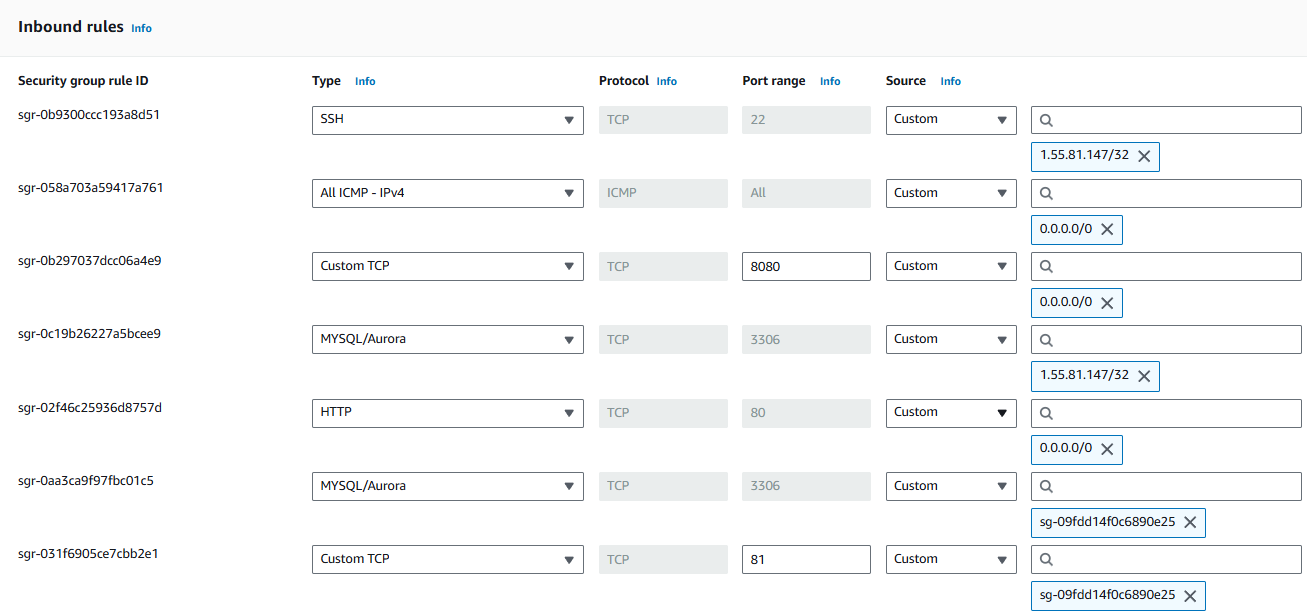 Inbound rules Info
Security group rule ID Type Info Protocol Info Port range Info Source Info
sgr-0b9300ccc193a8d51 SSH TCP 22 Custom
1.55.81.147/32
sgr-058a703a59417a761 All ICMP - IPv4 ICMP All Custom
0.0.0.0/0
sgr-0b297037dcc06a4e9 Custom TCP TCP 8080 Custom
0.0.0.0/0
sgr-0c19b26227a5bcee9 MYSQL/Aurora TCP 3306 Custom
1.55.81.147/32
sgr-02f46c25936d8757d HTTP TCP 80 Custom
0.0.0.0/0
sgr-0aa3ca9f97fbc01c5 MYSQL/Aurora TCP 3306 Custom
sg-09fdd14f0c6890e25
sgr-031f6905ce7cbb2e1 Custom TCP TCP 81 Custom
sg-09fdd14f0c6890e25